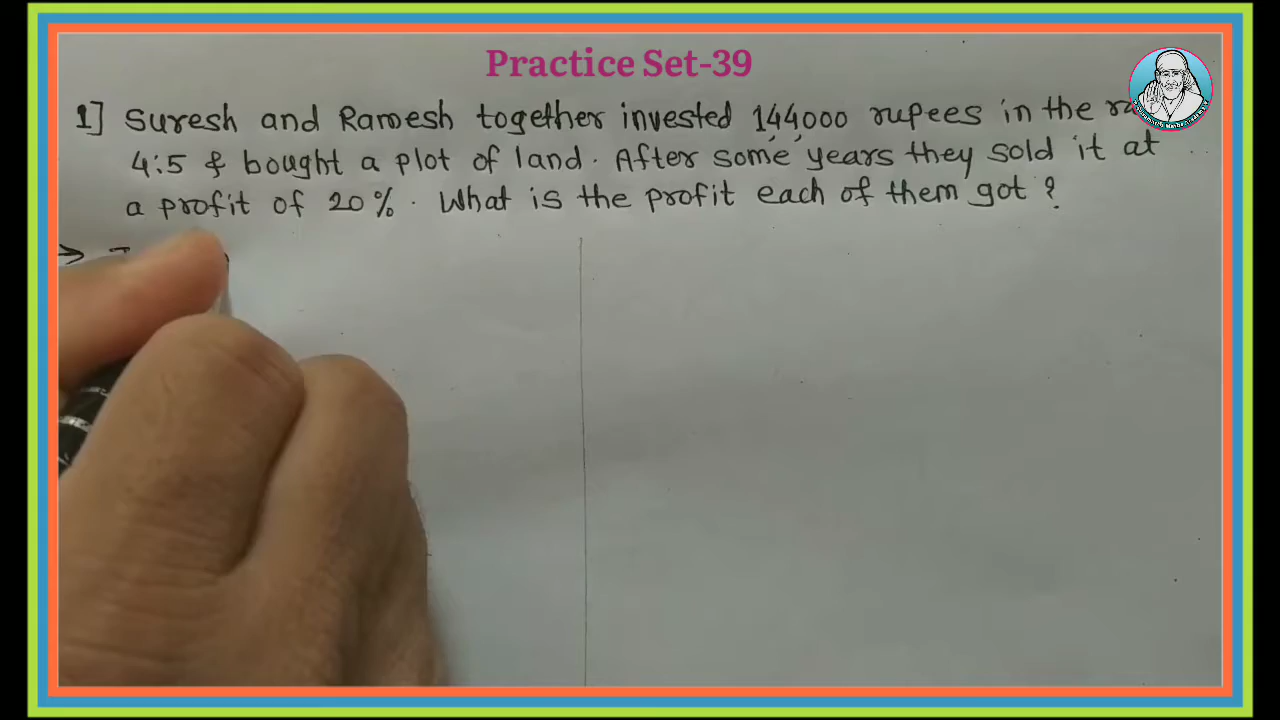 Practice Set-39
1] Suresh and Ramesh together invested 144000 rupees in the
4:5 & bought a plot of land. After some years they sold it at
a profit of 20%. What is the profit each of them got?
→